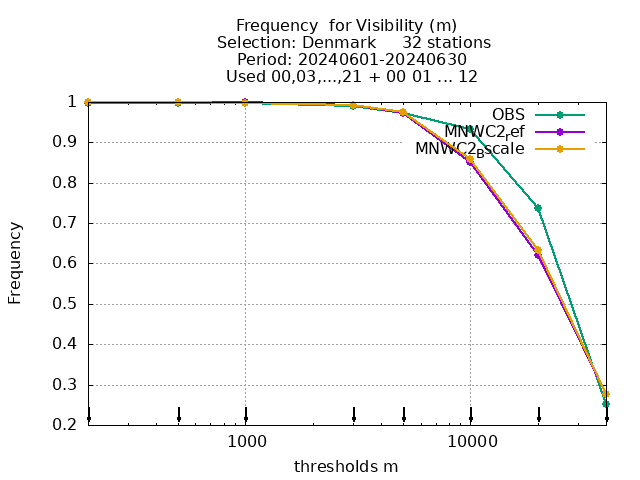 Frequency  for Visibility (m)
Selection: Denmark     32 stations
Period: 20240601-20240630
Used 00,03,...,21 + 00 01 ... 12
OBS
MNWC2ref
MNWC2Bscale
1
0.9
0.8
0.7
0.6
0.5
0.4
0.3
0.2
Frequency
1000
10000
thresholds m